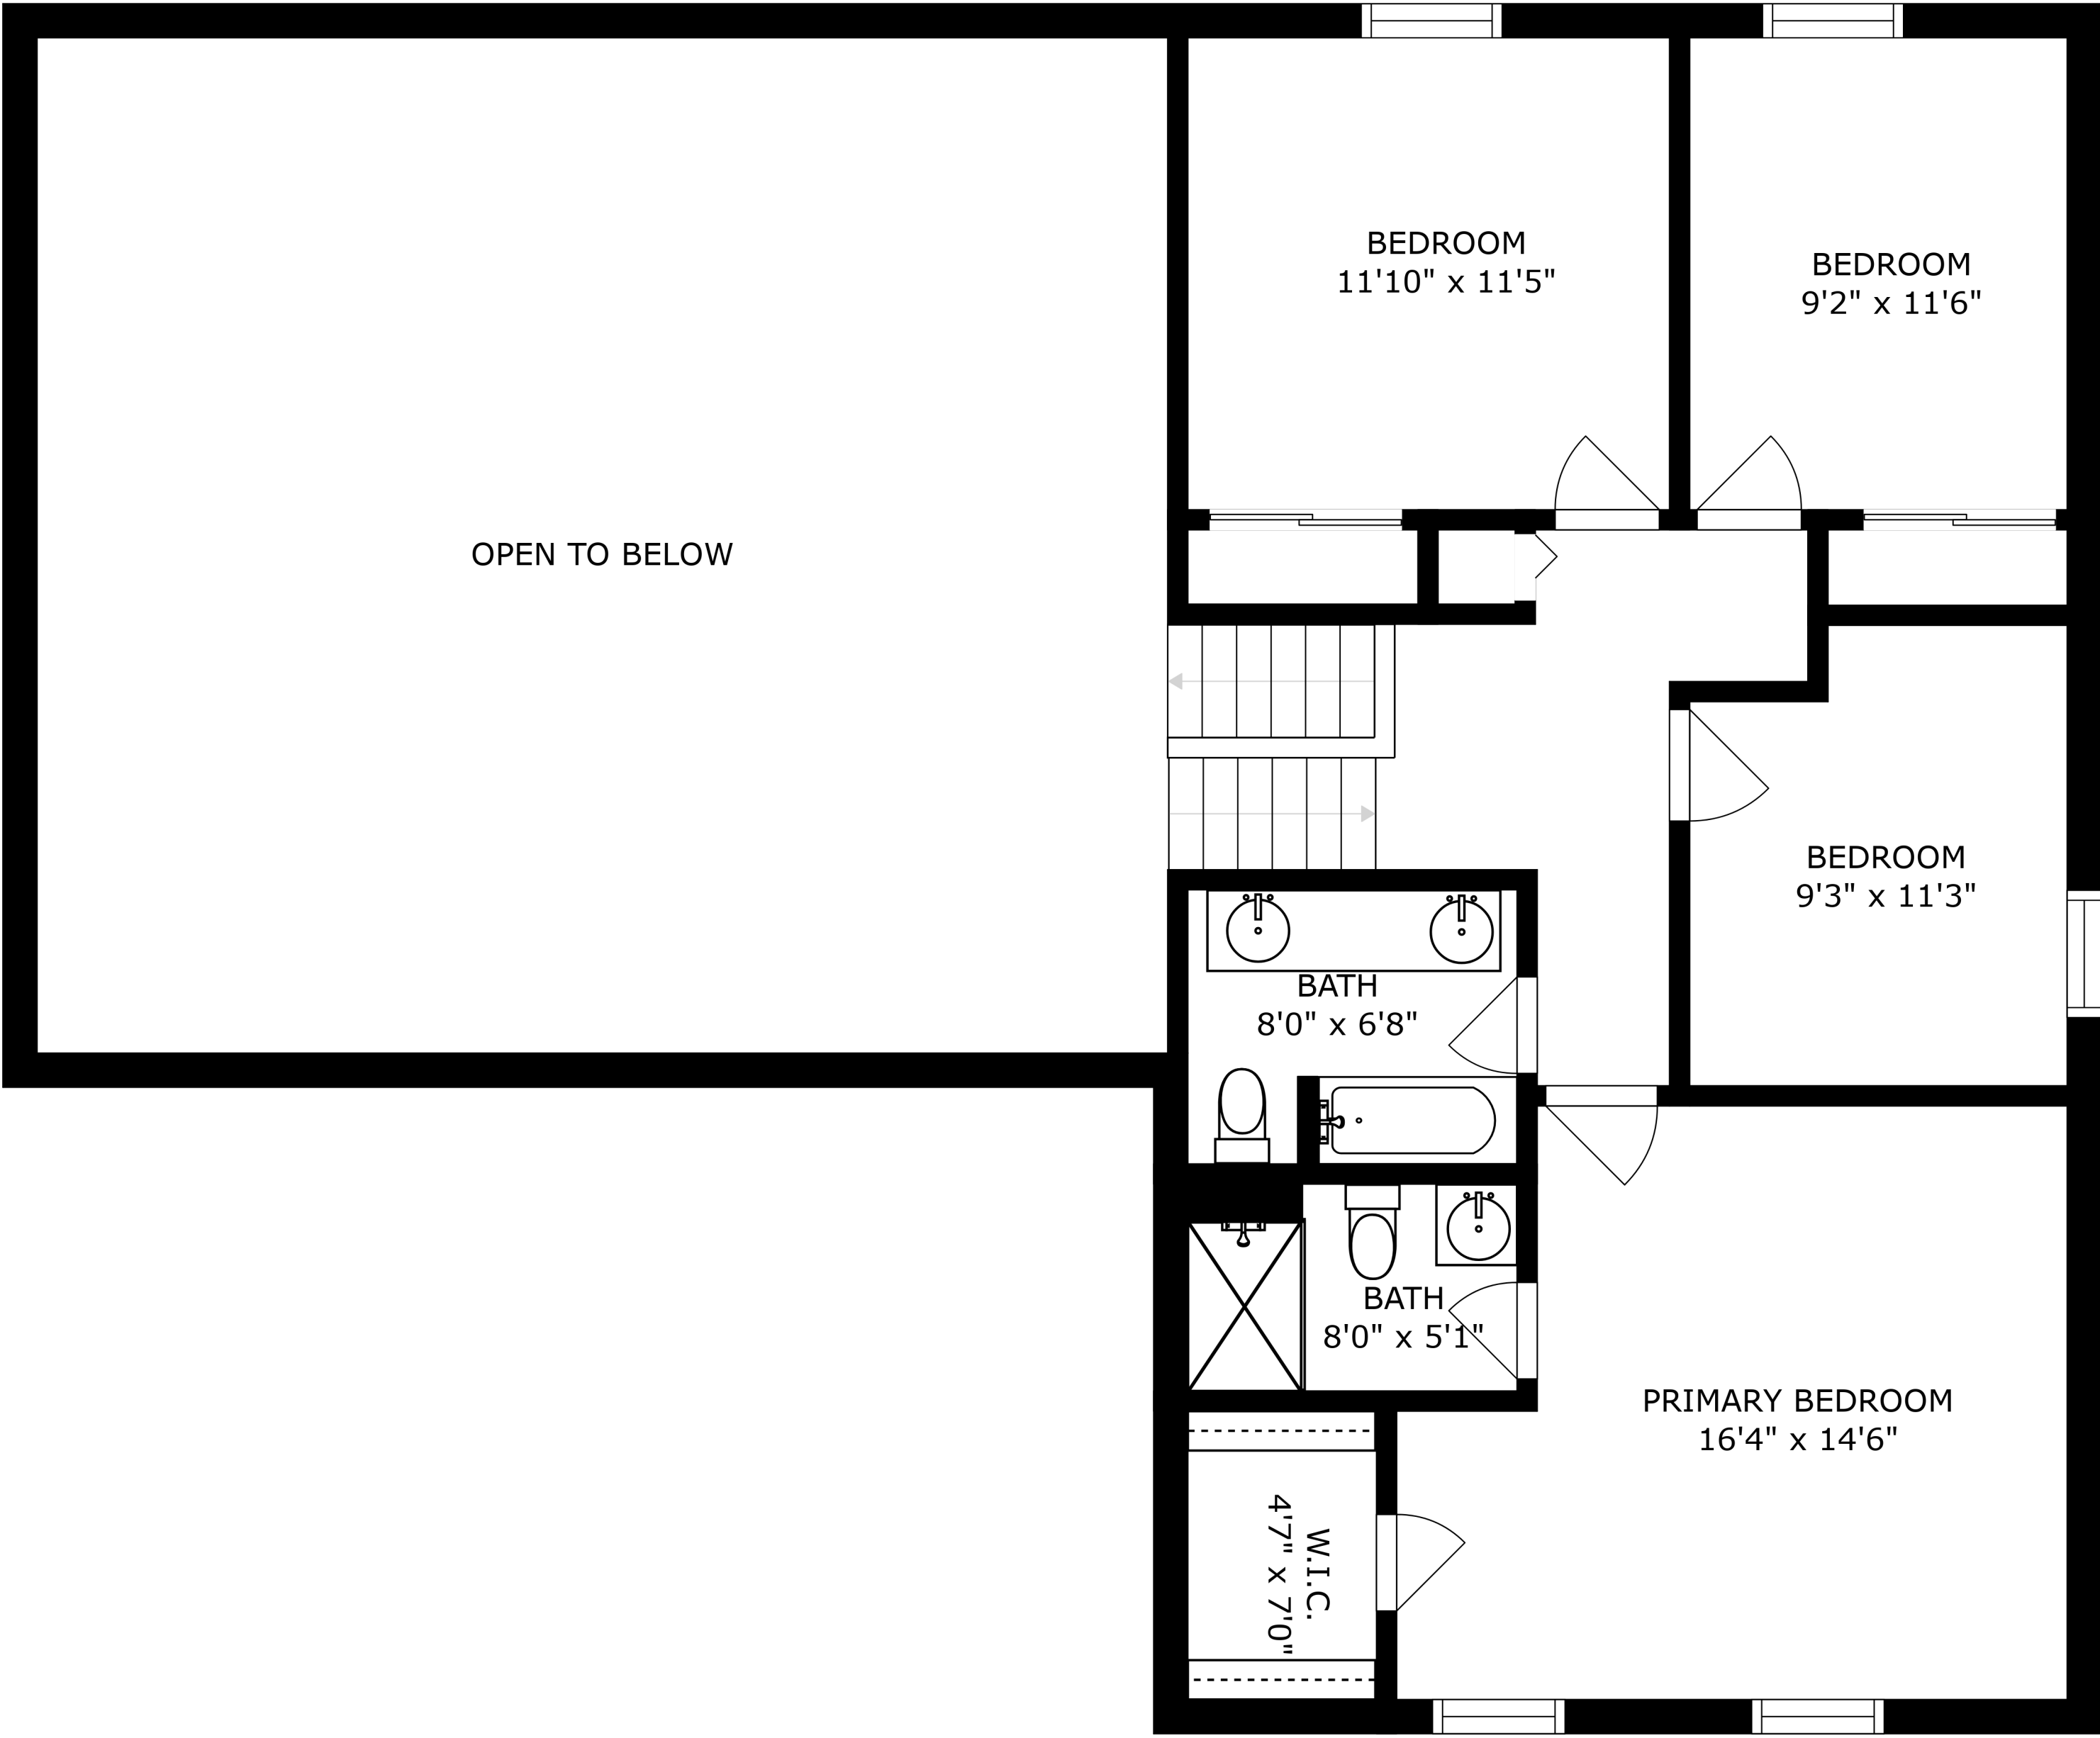 BEDROOM
11'10" x 11'5"
BEDROOM
9'2" x 11'6"
OPEN TO BELOW
BEDROOM
9'3" x 11'3"
BATH
8'0" x 6'8"
BATH
8'0" x 5'1"
PRIMARY BEDROOM
16'4" x 14'6"
W.I.C.
4'7" x 7'0"